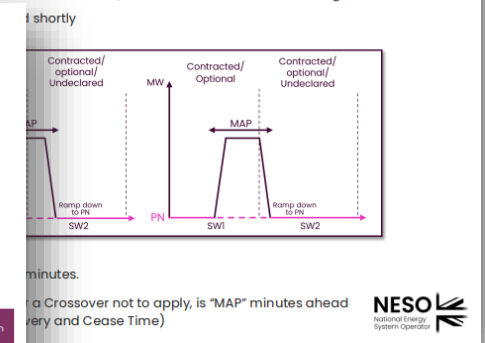 shortly
Contracted/
optional/
Undeclared
Ramp down
to PN
SW2
MW
Contracted/
Optional
Contracted/
optional/
Undeclared
MAP
Ramp down
to PN
PN
SW1
SW2
minutes.
a Crossover not to apply, is “MAP” minutes ahead
and Cease Time)
NESO
National Energy
System Operator